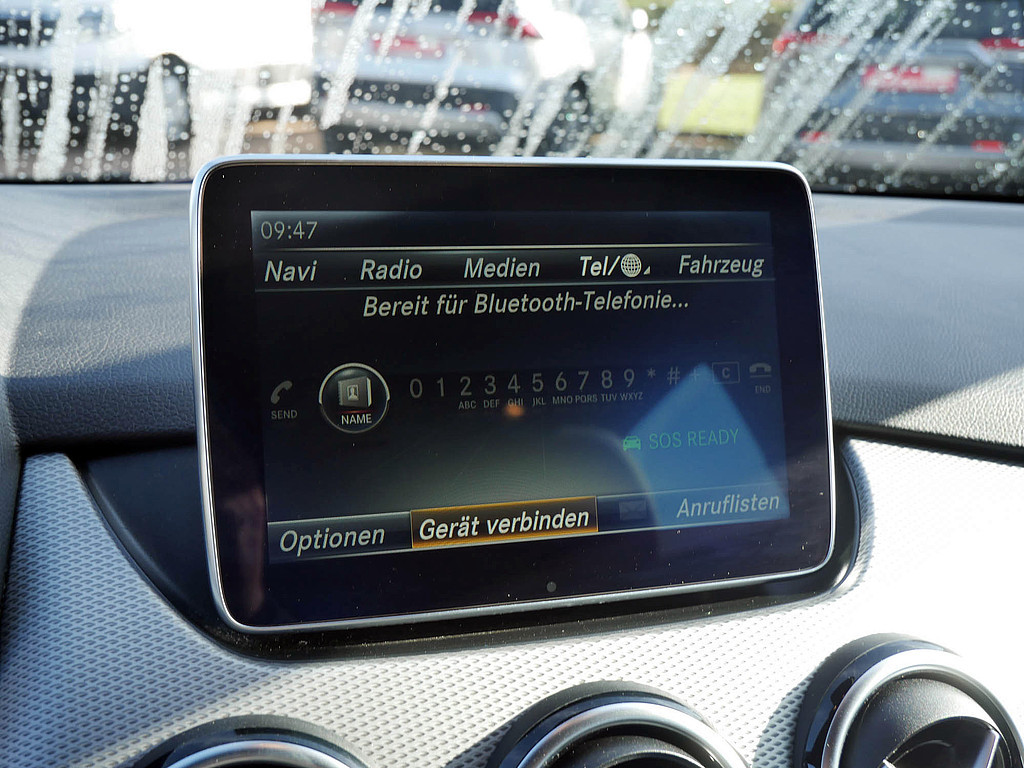 09:47
Navi Radio Medien Tel/ Fahrzeug
Bereit für Bluetooth-Telefonie...
SEND NAME 0 1 2 3 4 5 6 7 8 9 * # + C END
ABC DEF GHI JKL MNO PQRS TUV WXYZ
SOS READY
Optionen Gerät verbinden Anruflisten